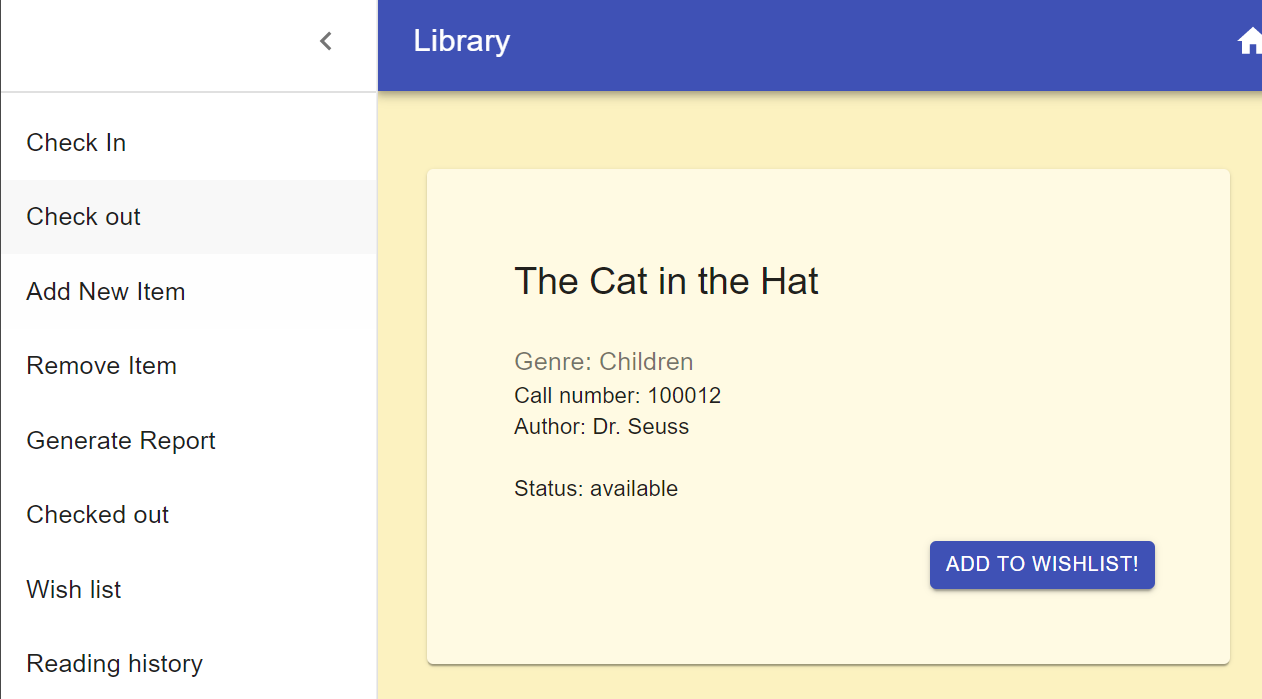 Library
Check In
Check out
Add New Item
Remove Item
Generate Report
Checked out
Wish list
Reading history
The Cat in the Hat
Genre: Children
Call number: 100012
Author: Dr. Seuss
Status: available
ADD TO WISHLIST!